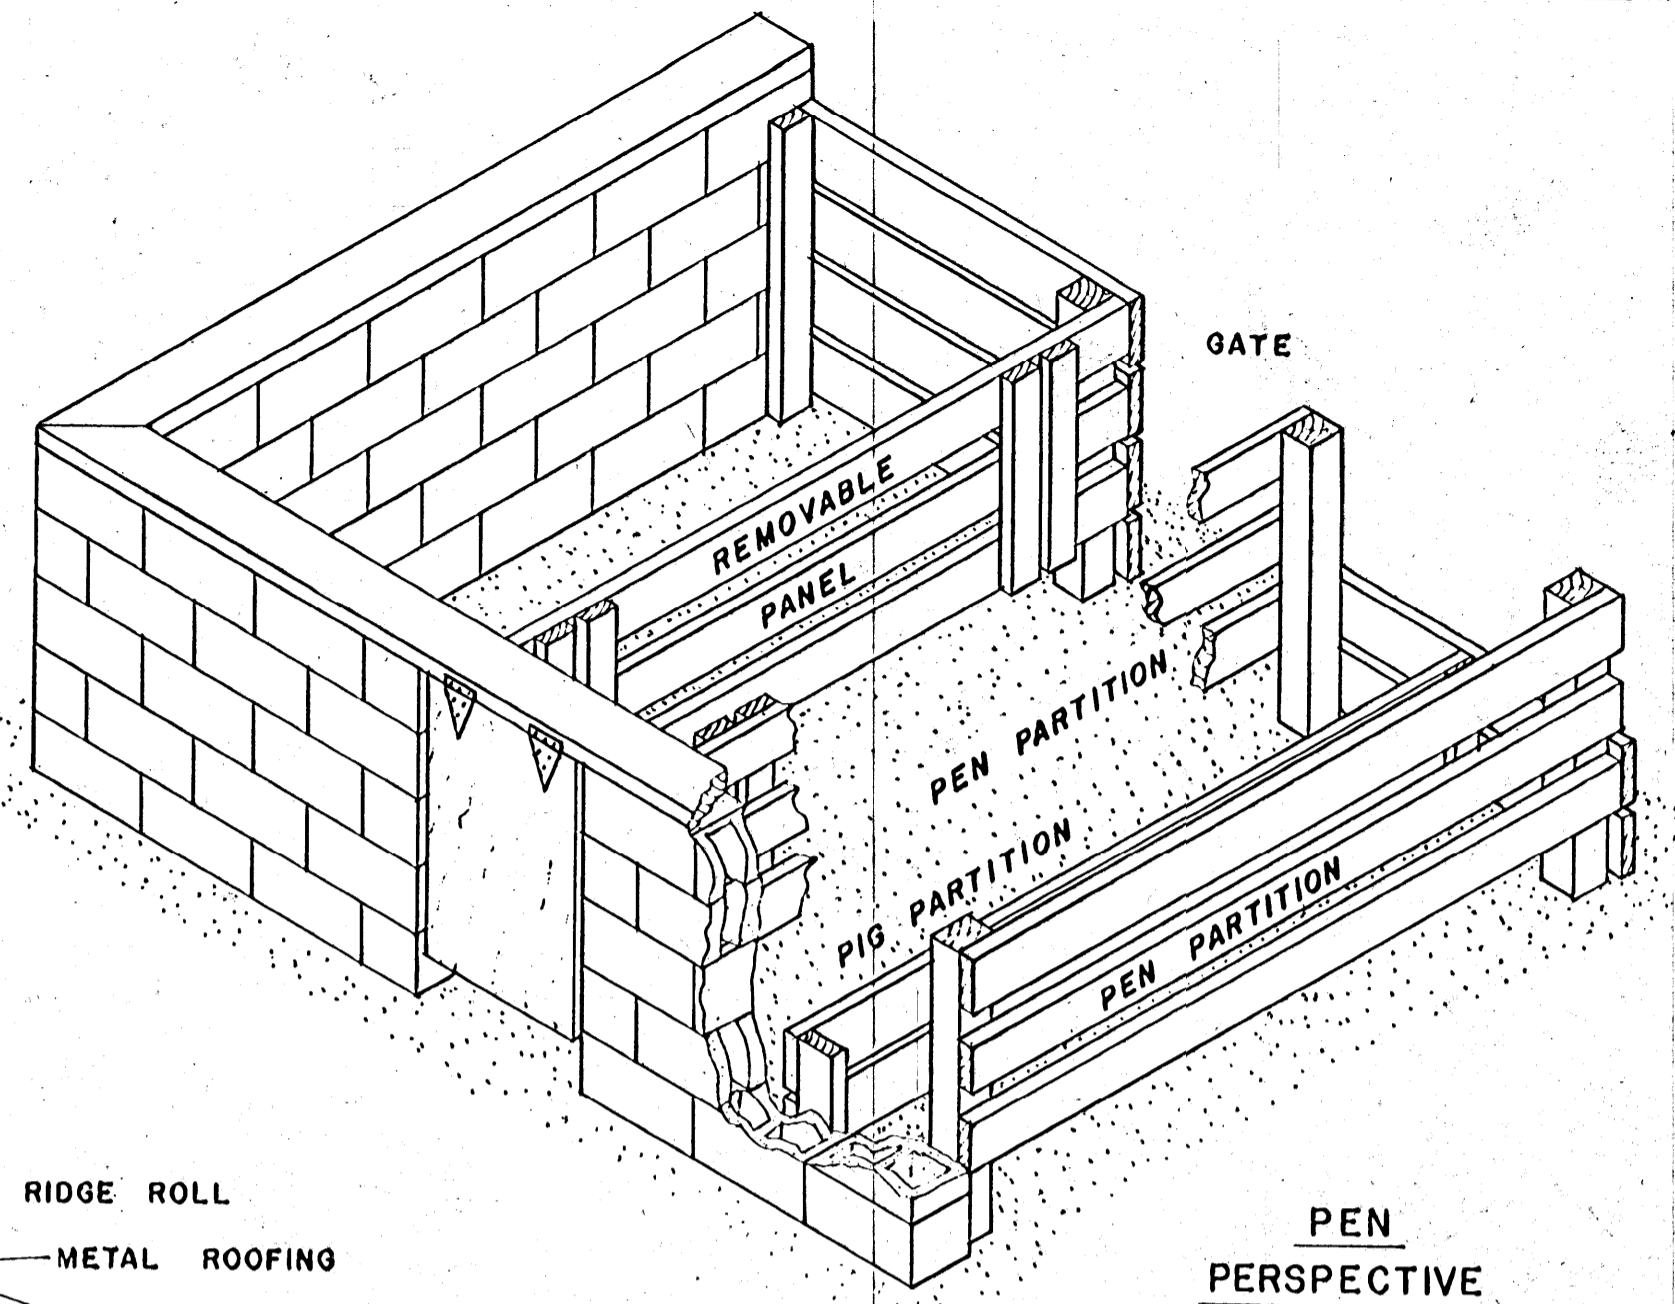 GATE
REMOVABLE
PANEL
PEN PARTITION
PIG PARTITION
PEN PARTITION
RIDGE ROLL
METAL ROOFING
PEN
PERSPECTIVE